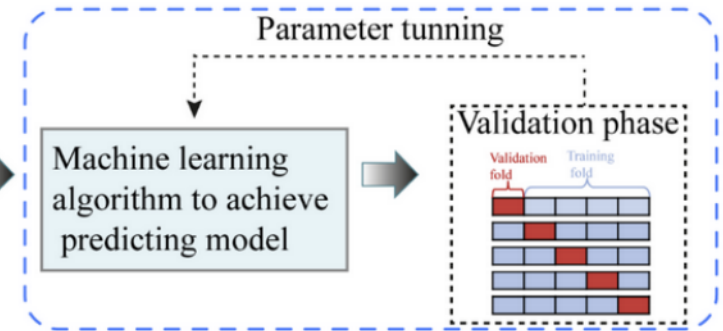 Parameter tunning
Machine learning
algorithm to achieve
predicting model
Validation phase
Validation
fold
Training
fold